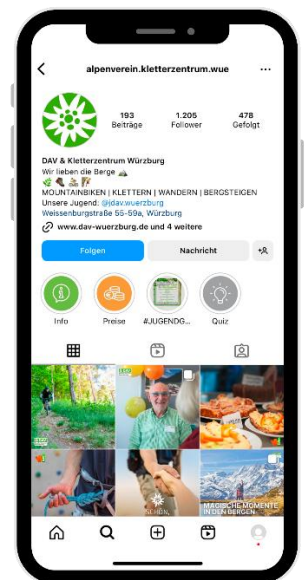 alpenverein.kletterzentrum.wue
193 1.205 478
Beiträge Follower Gefolgt
DAV & Kletterzentrum Würzburg
Wir lieben die Berge
MOUNTAINBIKEN | KLETTERN | WANDERN | BERGSTEIGEN
Unsere Jugend: @jdav.wuerzburg
Weissenburgstraße 55-59a, Würzburg
www.dav-wuerzburg.de und 4 weitere
Folgen Nachricht
Info Preise #JUGENDG... Quiz
MAGISCHE MOMENTE
IN DEN BERGEN